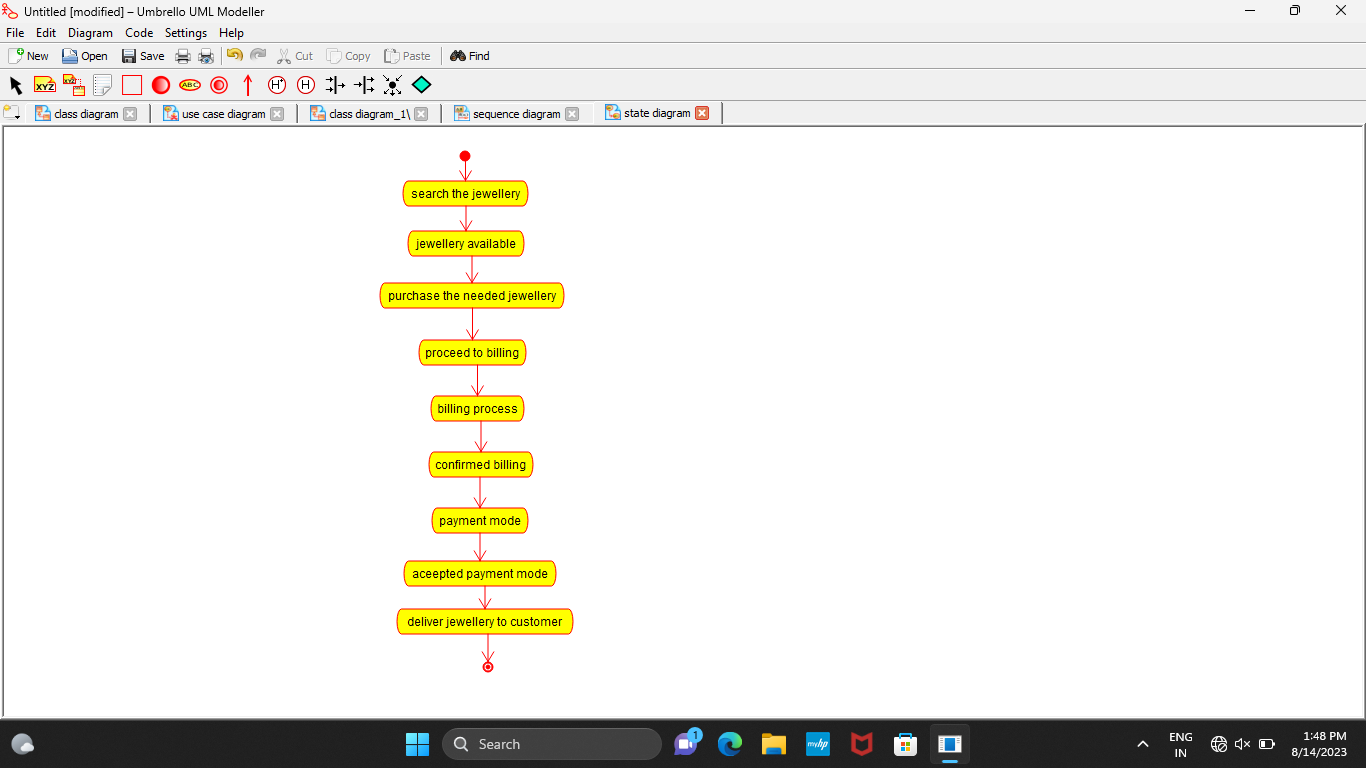 Untitled [modified] – Umbrello UML Modeller
File Edit Diagram Code Settings Help
New Open Save Cut Copy Paste Find
XYZ XYZ ABC H* H
class diagram use case diagram class diagram_1\ sequence diagram state diagram
search the jewellery
jewellery available
purchase the needed jewellery
proceed to billing
billing process
confirmed billing
payment mode
aceepted payment mode
deliver jewellery to customer
Search
1
myhp
ENG
IN
1:48 PM
8/14/2023